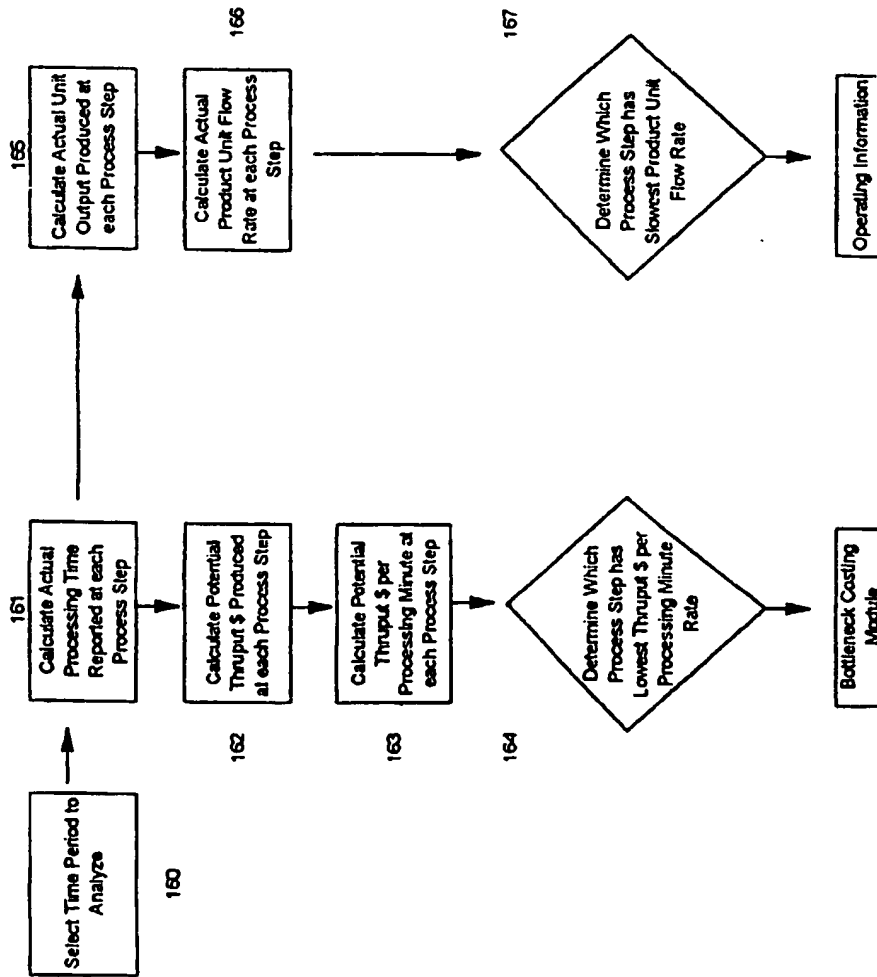 160
Select Time Period to
Analyze
161
Calculate Actual
Processing Time
Reported at each
Process Step
162
Calculate Potential
Thruput $ Produced
at each Process Step
163
Calculate Potential
Thruput $ per
Processing Minute at
each Process Step
164
Determine Which
Process Step has
Lowest Thruput $ per
Processing Minute
Rate
Bottleneck Costing
Module
165
Calculate Actual Unit
Output Produced at
each Process Step
166
Calculate Actual
Product Unit Flow
Rate at each Process
Step
167
Determine Which
Process Step has
Slowest Product Unit
Flow Rate
Operating Information